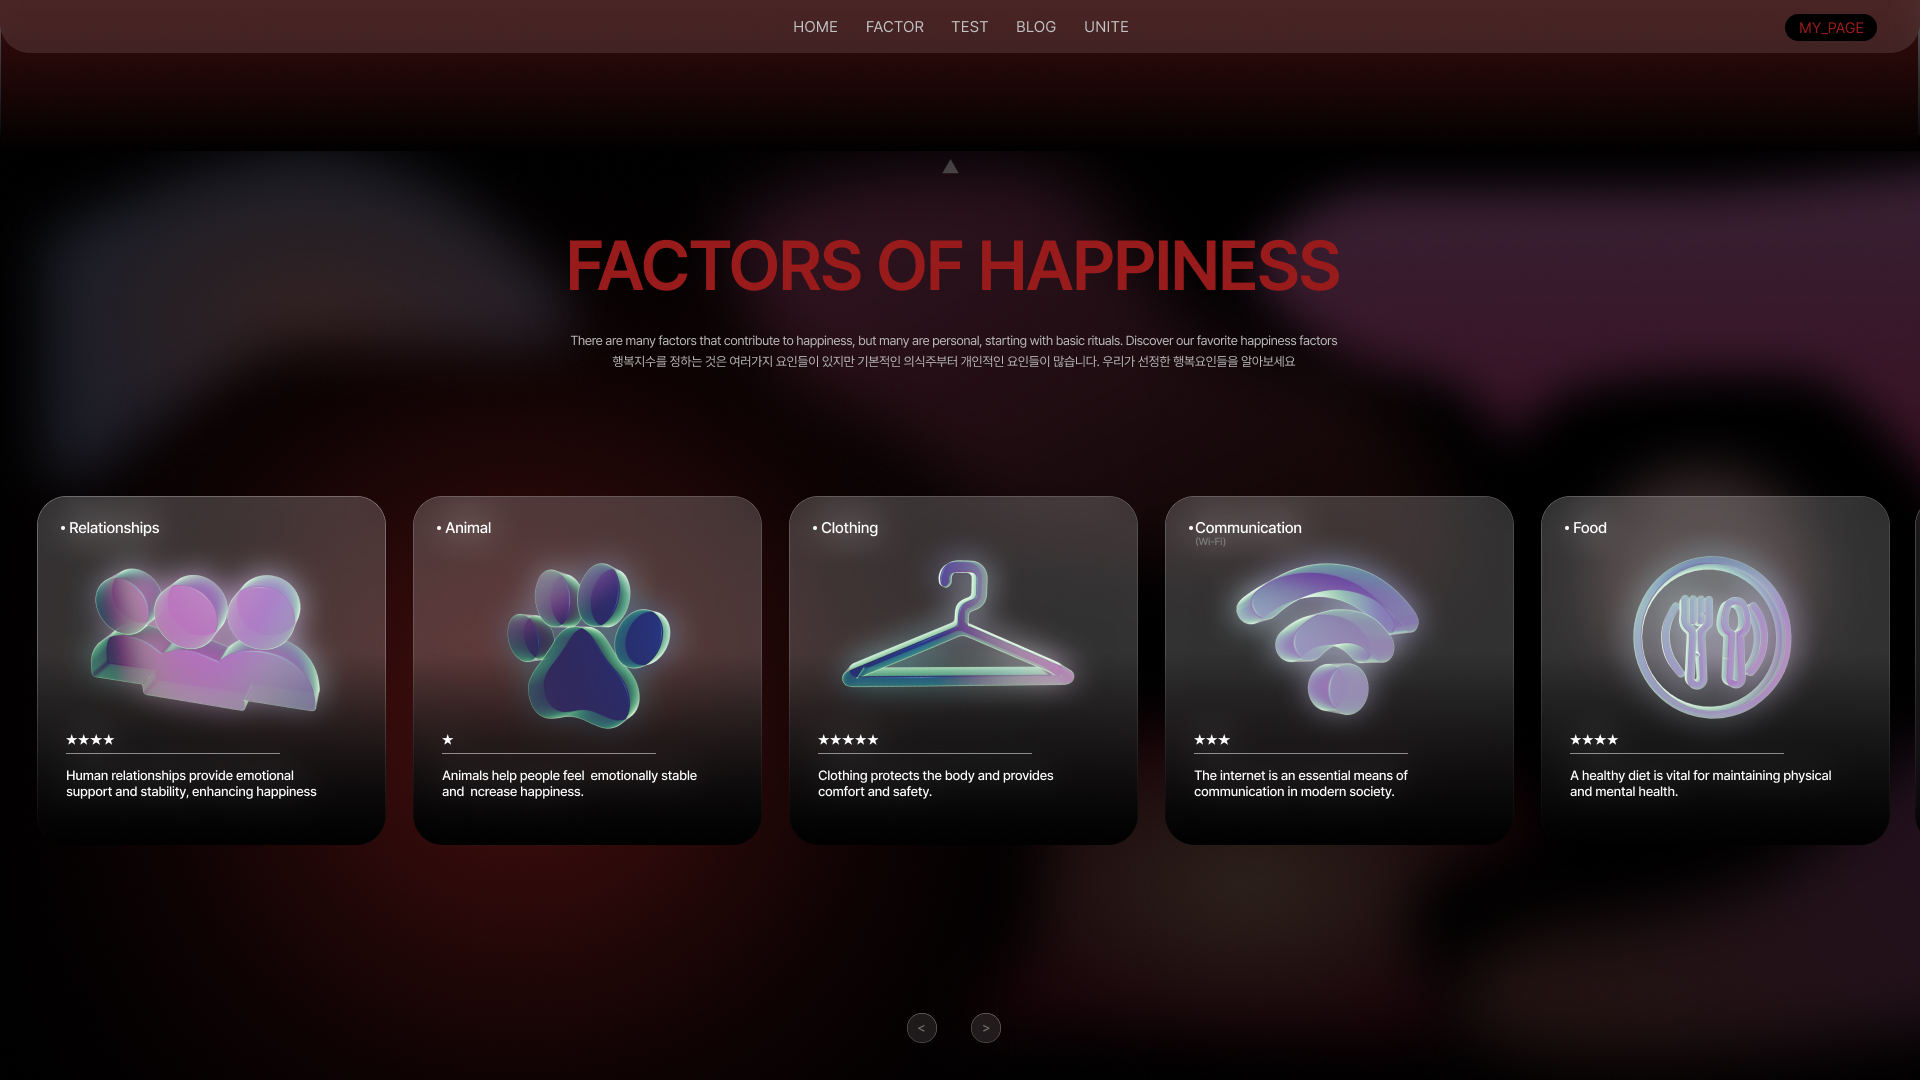 HOME FACTOR TEST BLOG UNITE MY_PAGE
▲
FACTORS OF HAPPINESS
There are many factors that contribute to happiness, but many are personal, starting with basic rituals. Discover our favorite happiness factors
행복지수를 정하는 것은 여러가지 요인들이 있지만 기본적인 의식주부터 개인적인 요인들이 많습니다. 우리가 선정한 행복요인들을 알아보세요
• Relationships
★★★★
Human relationships provide emotional
support and stability, enhancing happiness
• Animal
★
Animals help people feel  emotionally stable
and  ncrease happiness.
• Clothing
★★★★★
Clothing protects the body and provides
comfort and safety.
•Communication
(Wi-Fi)
★★★
The internet is an essential means of
communication in modern society.
• Food
★★★★
A healthy diet is vital for maintaining physical
and mental health.
< >